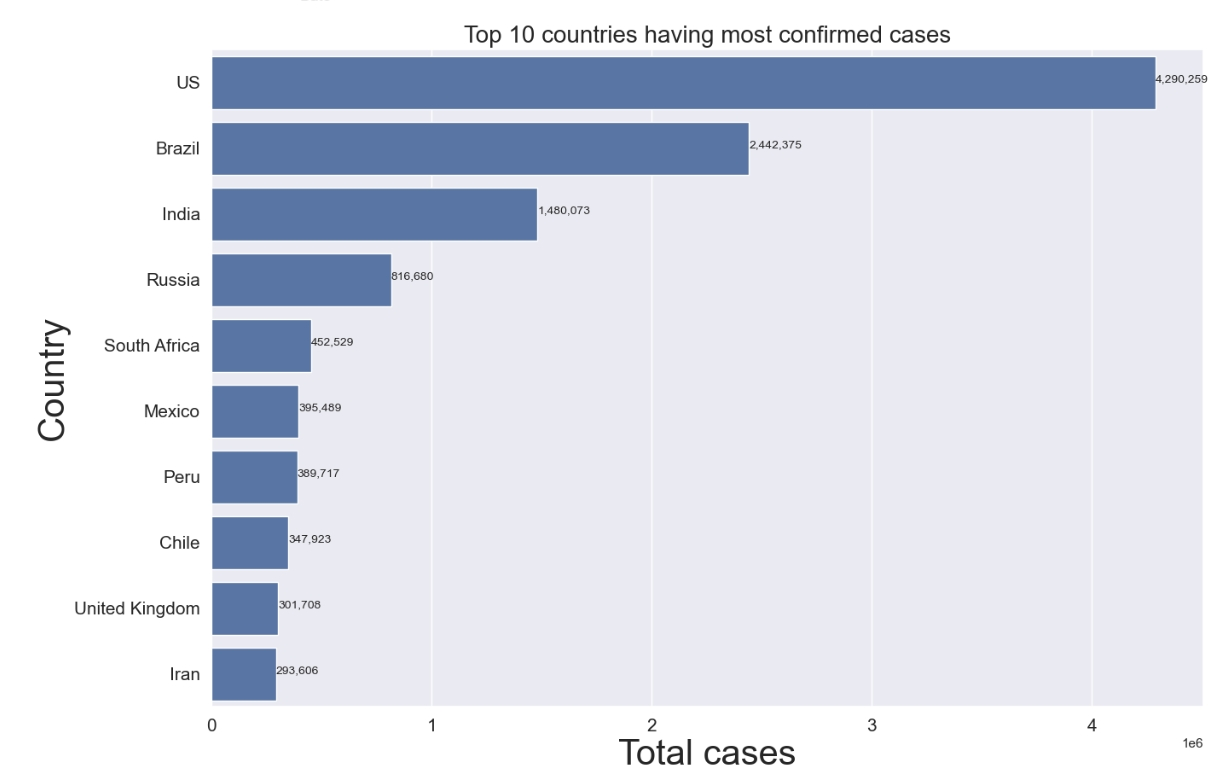 Top 10 countries having most confirmed cases
US 4,290,259
Brazil 2,442,375
India 1,480,073
Russia 816,680
South Africa 452,529
Mexico 395,489
Peru 389,717
Chile 347,923
United Kingdom 301,708
Iran 293,606
Country
0 1 2 3 4
1e6
Total cases